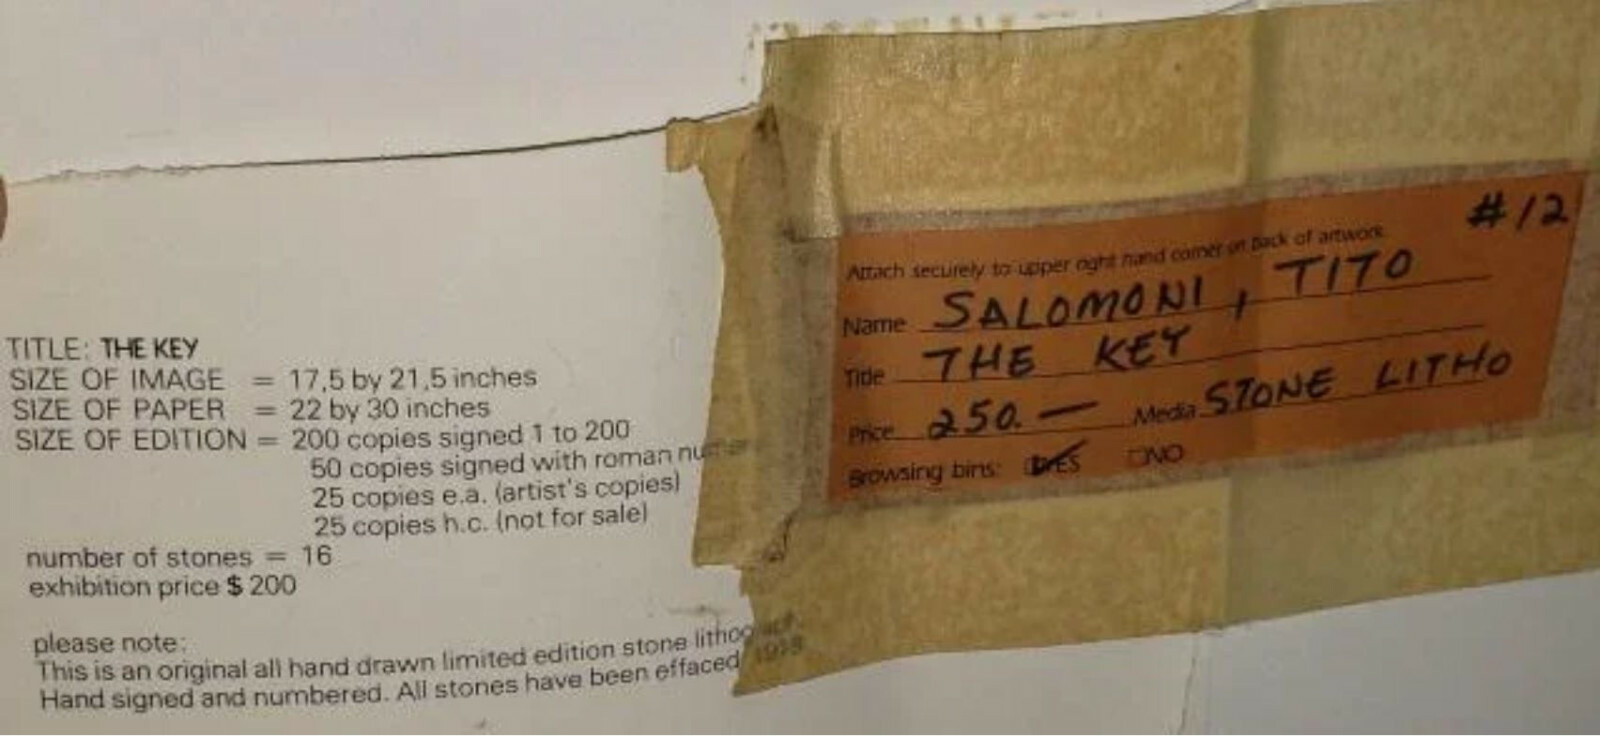 TITLE: THE KEY
SIZE OF IMAGE = 17,5 by 21,5 inches
SIZE OF PAPER = 22 by 30 inches
SIZE OF EDITION = 200 copies signed 1 to 200
50 copies signed with roman
25 copies e.a. (artist's copies)
25 copies h.c. (not for sale)
number of stones = 16
exhibition price $ 200
please note:
This is an original all hand drawn limited edition stone
Hand signed and numbered. All stones have been effaced
#12
Attach securely to upper right hand corner on back of artwork.
Name SALOMONI, TITO
Title THE KEY
Price 250.— Media STONE LITHO
Browsing bins: YES NO